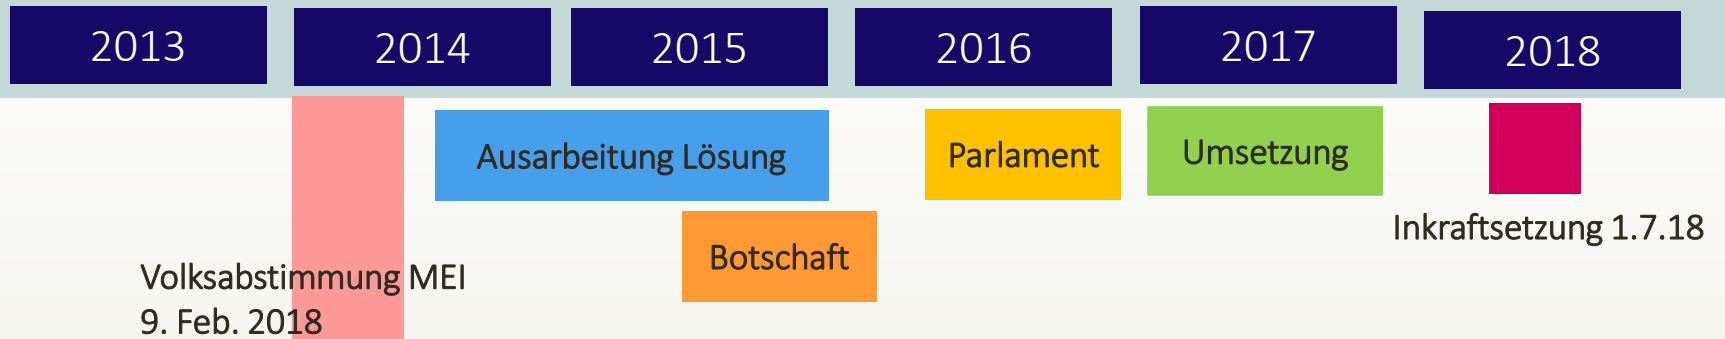 2013
2014
2015
2016
2017
2018
Ausarbeitung Lösung
Parlament
Umsetzung
Botschaft
Inkraftsetzung 1.7.18
Volksabstimmung MEI
9. Feb. 2018